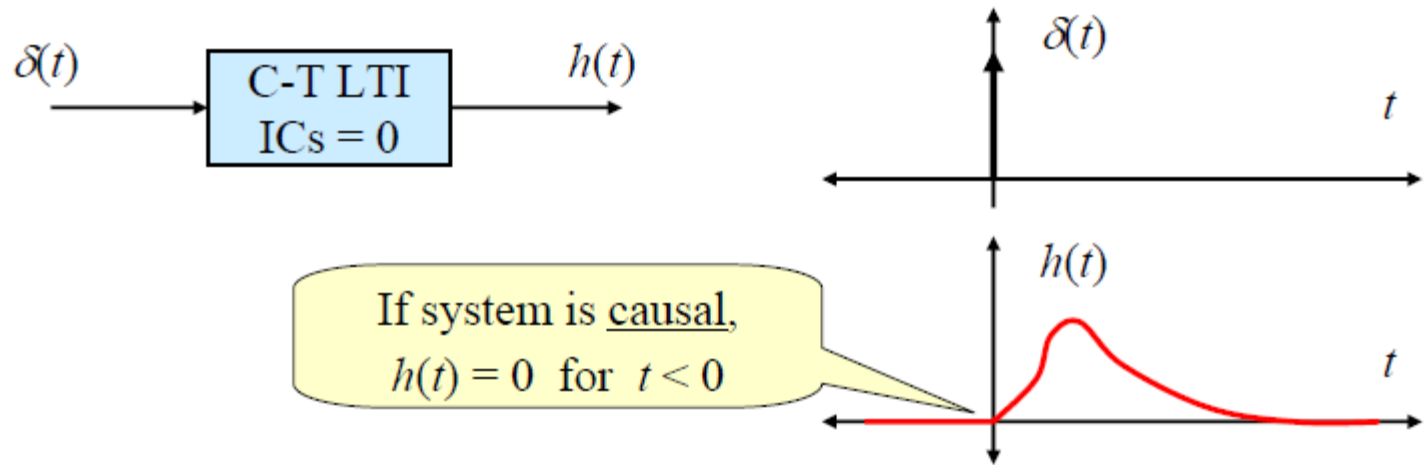 δ(t)
C-T LTI
ICs = 0
h(t)
δ(t)
t
If system is causal,
h(t) = 0 for t < 0
h(t)
t